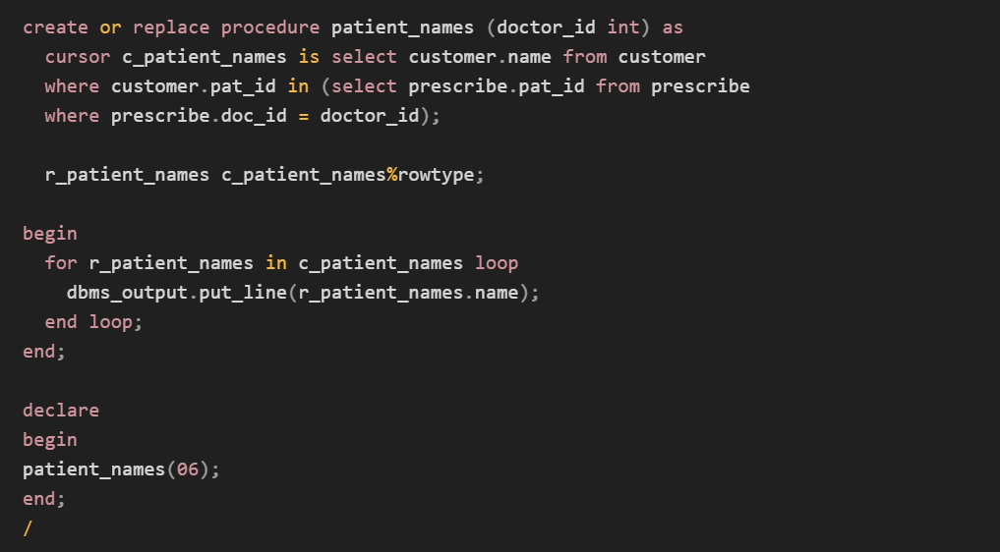 create or replace procedure patient_names (doctor_id int) as
  cursor c_patient_names is select customer.name from customer
  where customer.pat_id in (select prescribe.pat_id from prescribe
  where prescribe.doc_id = doctor_id);

  r_patient_names c_patient_names%rowtype;

begin
  for r_patient_names in c_patient_names loop
    dbms_output.put_line(r_patient_names.name);
  end loop;
end;

declare
begin
patient_names(06);
end;
/